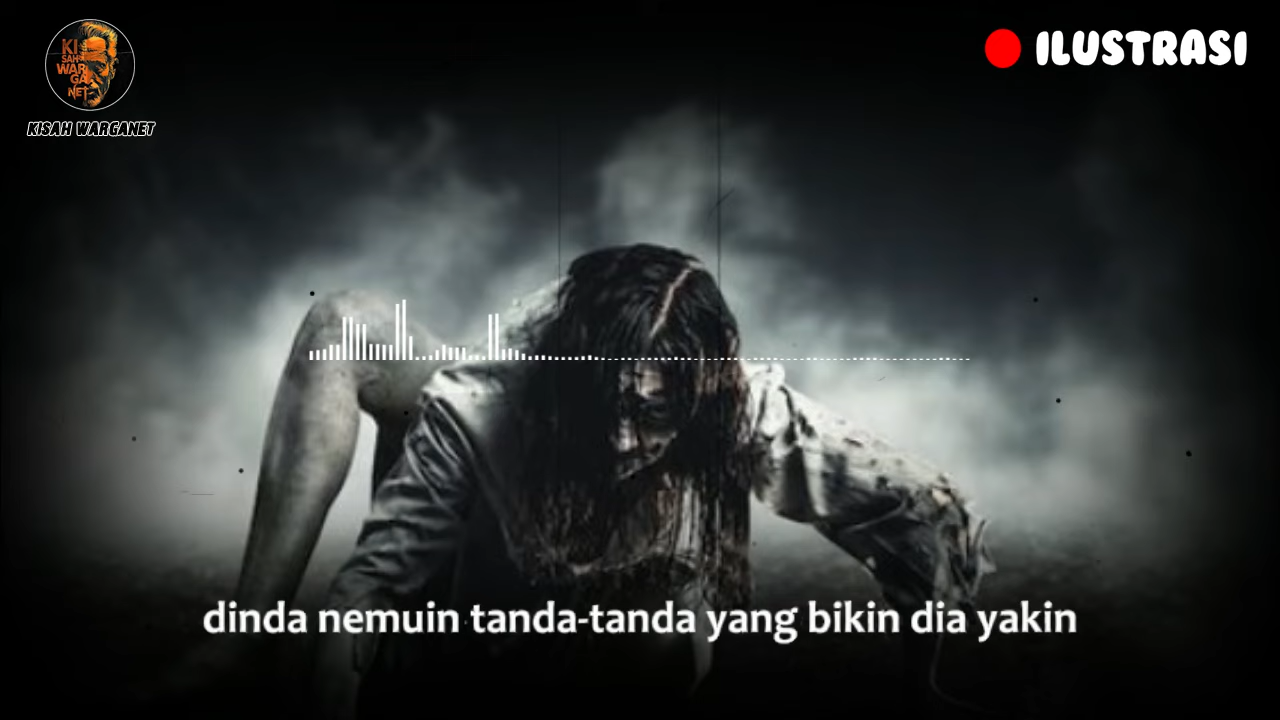 KI
SAH
WAR
GA
NET
KISAH WARGANET
ILUSTRASI
dinda nemuin tanda-tanda yang bikin dia yakin